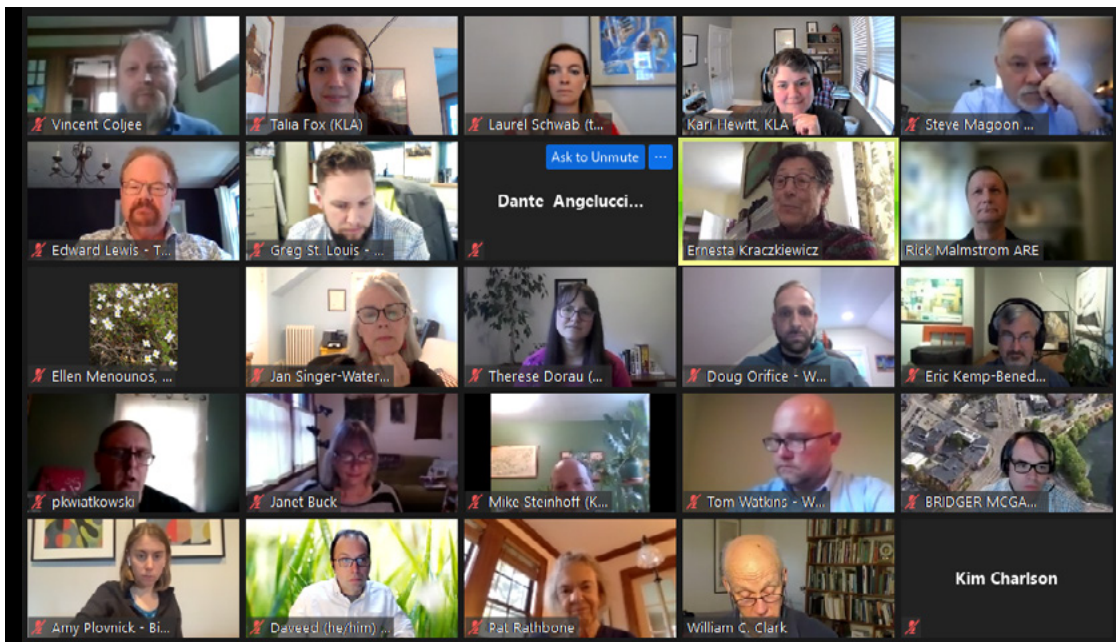 Vincent Coljee
Talia Fox (KLA)
Laurel Schwab (t...
Kari Hewitt, KLA
Steve Magoon ...
Edward Lewis - T...
Greg St. Louis - ...
Ask to Unmute ...
Dante Angelucci...
Ernesta Kraczkiewicz
Rick Malmstrom ARE
Ellen Menounos, ...
Jan Singer-Water...
Therese Dorau (...
Doug Orifice - W...
Eric Kemp-Bened...
pkwiatkowski
Janet Buck
Mike Steinhoff (K...
Tom Watkins - W...
BRIDGER MCGA...
Amy Plovnick - Bi...
Daveed (he/him) ...
Pat Rathbone
William C. Clark
Kim Charlson